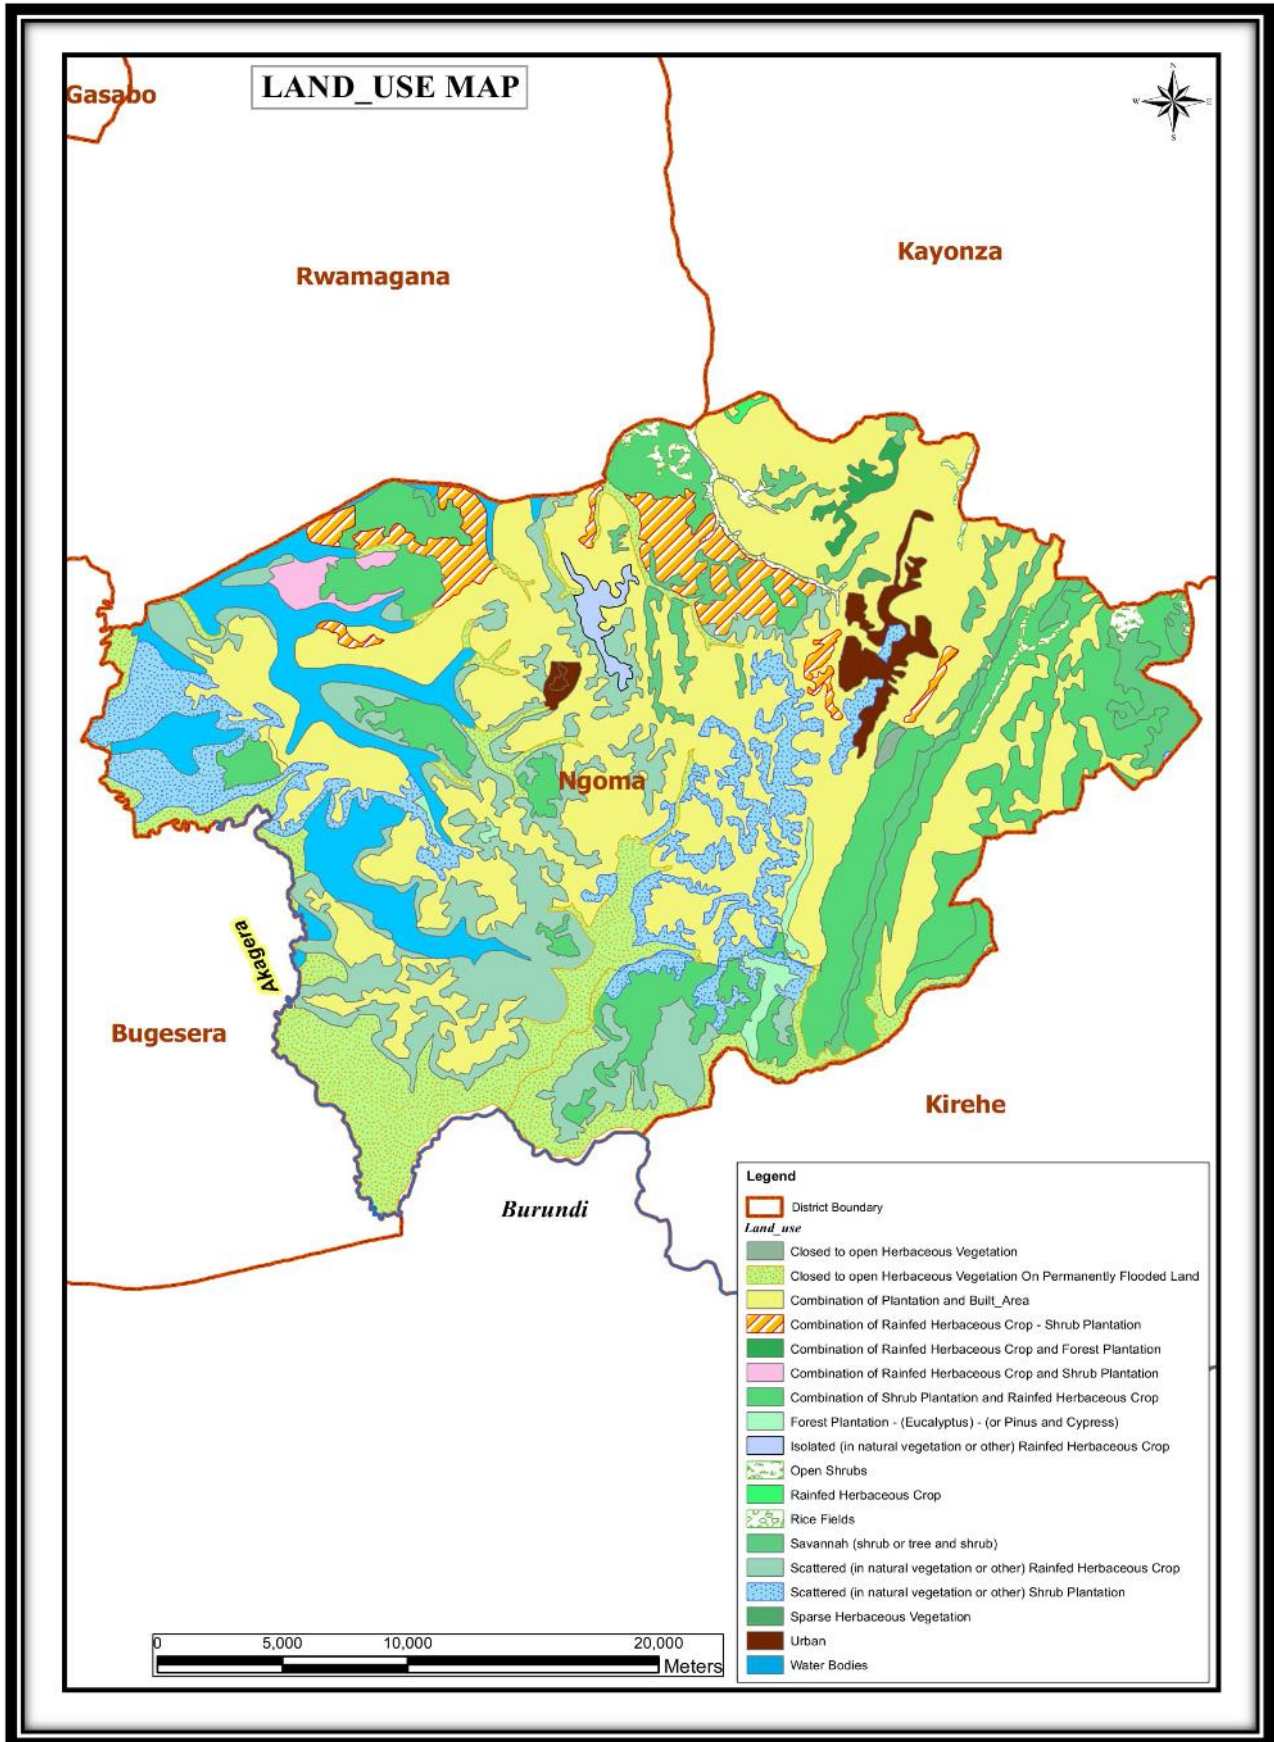 LAND_USE MAP
N
W
E
S
Gasabo
Rwamagana
Kayonza
Ngoma
Akagera
Bugesera
Kirehe
Burundi
Legend
District Boundary
Land_use
Closed to open Herbaceous Vegetation
Closed to open Herbaceous Vegetation On Permanently Flooded Land
Combination of Plantation and Built_Area
Combination of Rainfed Herbaceous Crop - Shrub Plantation
Combination of Rainfed Herbaceous Crop and Forest Plantation
Combination of Rainfed Herbaceous Crop and Shrub Plantation
Combination of Shrub Plantation and Rainfed Herbaceous Crop
Forest Plantation - (Eucalyptus) - (or Pinus and Cypress)
Isolated (in natural vegetation or other) Rainfed Herbaceous Crop
Open Shrubs
Rainfed Herbaceous Crop
Rice Fields
Savannah (shrub or tree and shrub)
Scattered (in natural vegetation or other) Rainfed Herbaceous Crop
Scattered (in natural vegetation or other) Shrub Plantation
Sparse Herbaceous Vegetation
Urban
Water Bodies
0 5,000 10,000 20,000
Meters